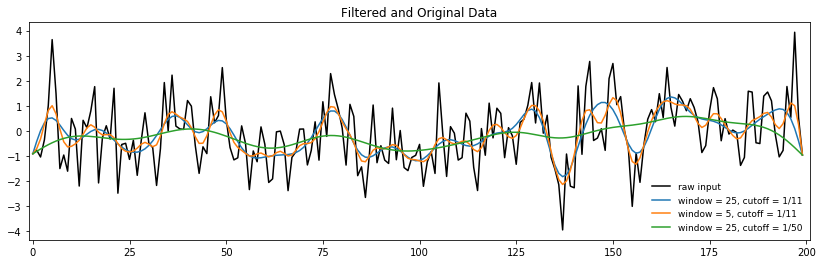 Filtered and Original Data
4
3
2
1
0
−1
−2
−3
−4
raw input
window = 25, cutoff = 1/11
window = 5, cutoff = 1/11
window = 25, cutoff = 1/50
0 25 50 75 100 125 150 175 200